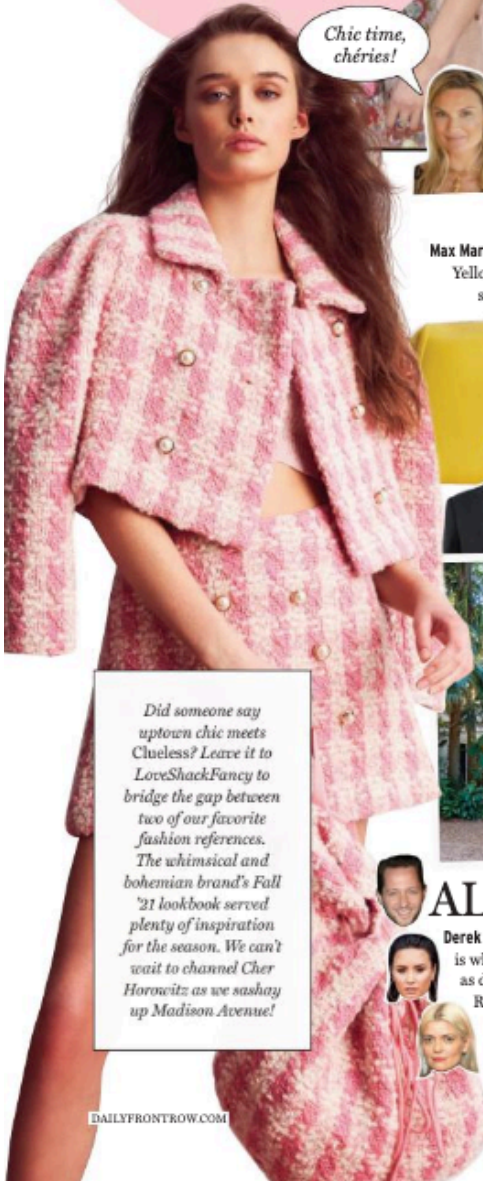 Chic time,
chéries!
Max Mar
Yello
s
Did someone say
uptown chic meets
Clueless? Leave it to
LoveShackFancy to
bridge the gap between
two of our favorite
fashion references.
The whimsical and
bohemian brand's Fall
'21 lookbook served
plenty of inspiration
for the season. We can't
wait to channel Cher
Horowitz as we sashay
up Madison Avenue!
AL
Derek
is wh
as d
R
DAILYFRONTROW.COM